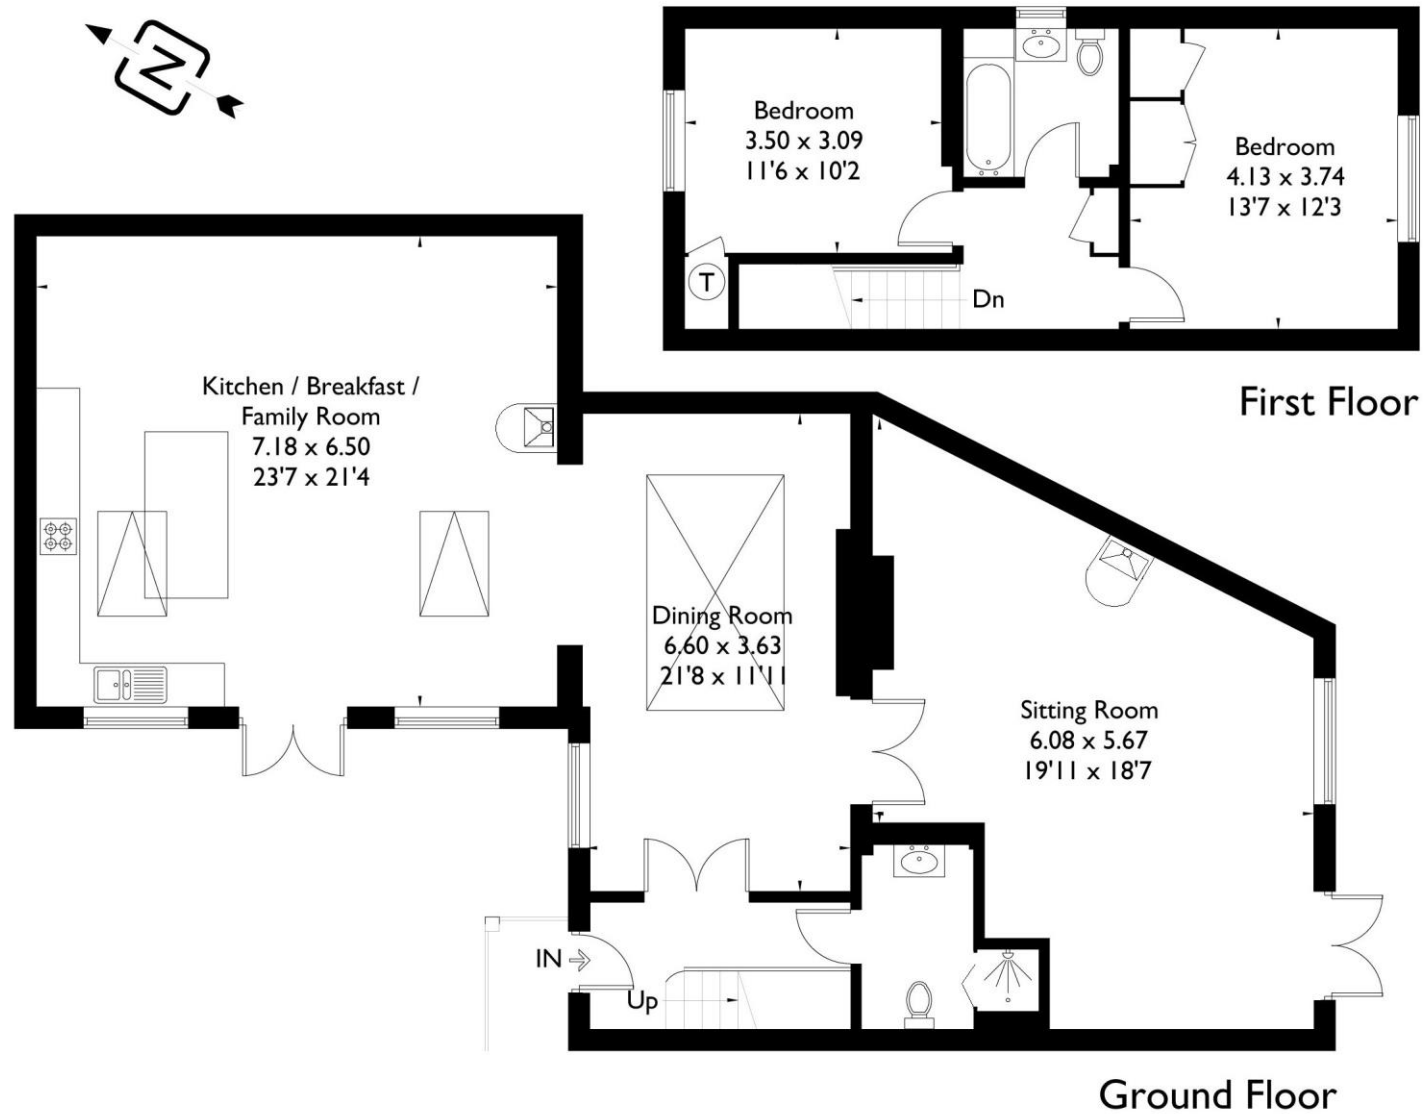 N
Bedroom
3.50 x 3.09
11'6 x 10'2
Bedroom
4.13 x 3.74
13'7 x 12'3
T
Dn
First Floor
Kitchen / Breakfast /
Family Room
7.18 x 6.50
23'7 x 21'4
Dining Room
6.60 x 3.63
21'8 x 11'11
Sitting Room
6.08 x 5.67
19'11 x 18'7
IN
Up
Ground Floor